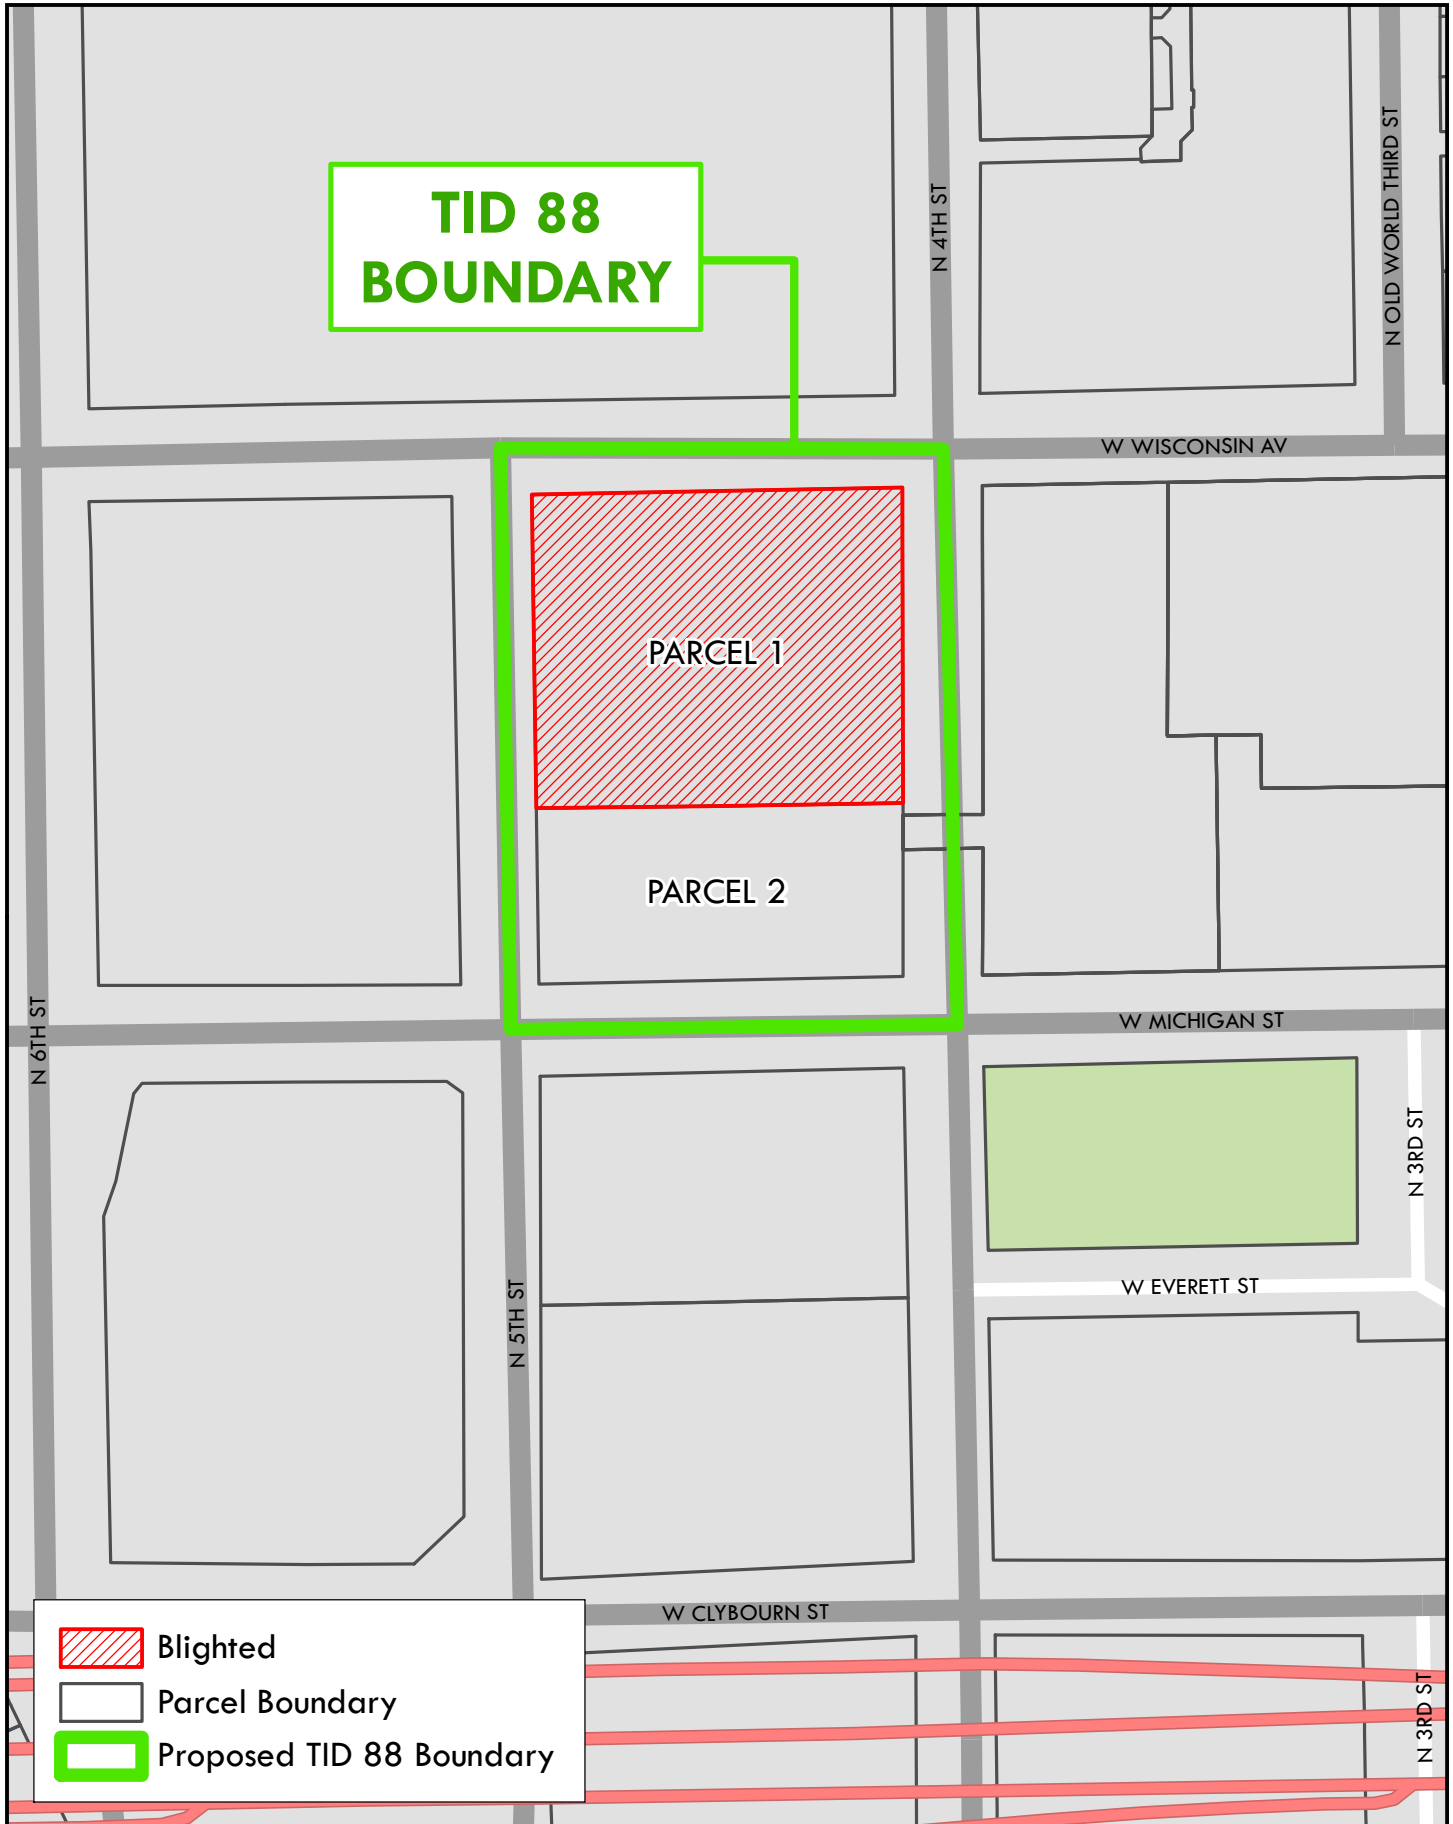 TID 88
BOUNDARY
N 4TH ST
N OLD WORLD THIRD ST
W WISCONSIN AV
PARCEL 1
PARCEL 2
N 6TH ST
W MICHIGAN ST
N 3RD ST
W EVERETT ST
N 5TH ST
W CLYBOURN ST
N 3RD ST
Blighted
Parcel Boundary
Proposed TID 88 Boundary